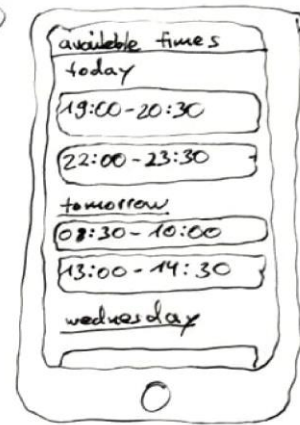 available times
today
19:00-20:30
22:00-23:30
tomorrow
08:30-10:00
13:00-14:30
wednesday